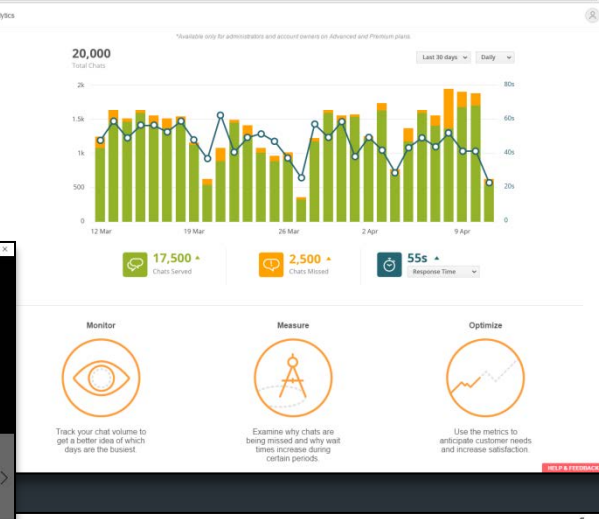 *Available only for administrators and account owners on Advanced and Premium plans.
20,000
Total Chats
Last 30 days
Daily
2k
1.5k
1k
500
0
80s
60s
40s
20s
0
12 Mar
19 Mar
26 Mar
2 Apr
9 Apr
17,500
Chats Served
2,500
Chats Missed
55s
Response Time
Monitor
Measure
Optimize
Track your chat volume to
get a better idea of which
days are the busiest.
Examine why chats are
being missed and why wait
times increase during
certain periods.
Use the metrics to
anticipate customer needs
and increase satisfaction.
HELP & FEEDBACK